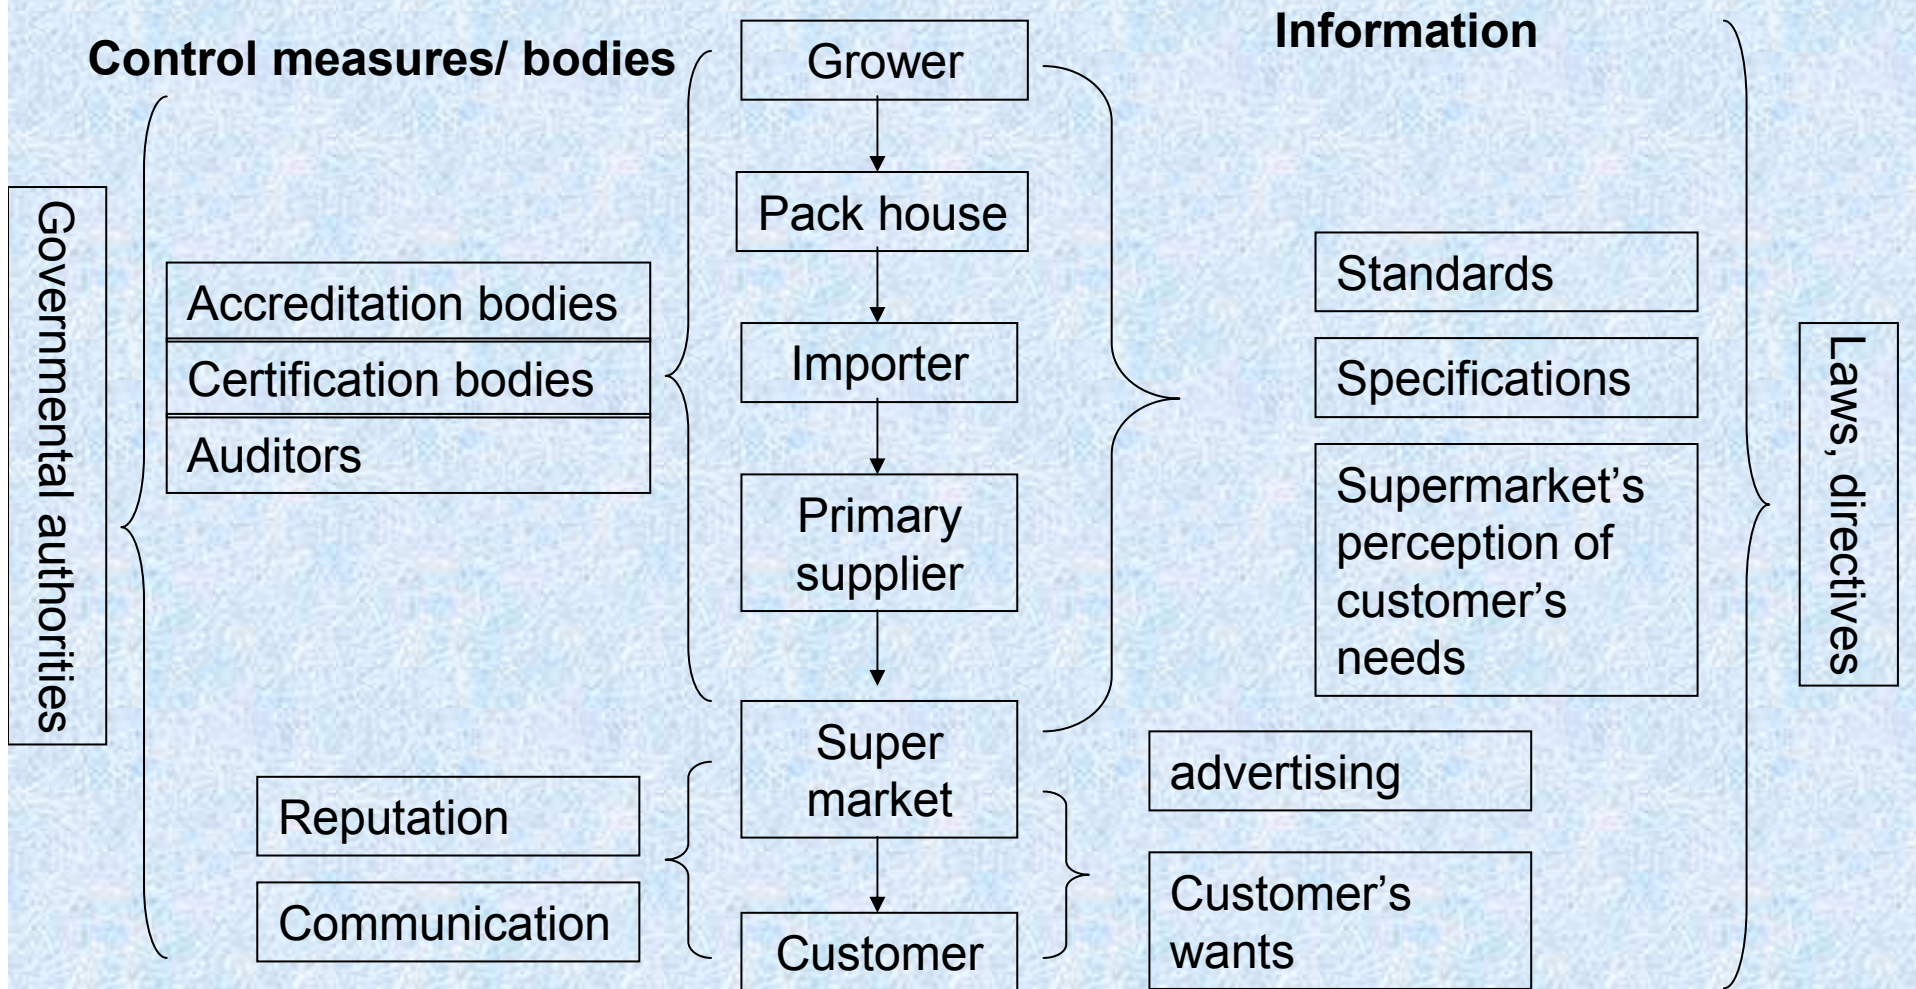 Control measures/ bodies
Information
Governmental authorities
Accreditation bodies
Certification bodies
Auditors
Reputation
Communication
Grower
Pack house
Importer
Primary
supplier
Super
market
Customer
Standards
Specifications
Supermarket’s
perception of
customer’s
needs
advertising
Customer’s
wants
Laws, directives